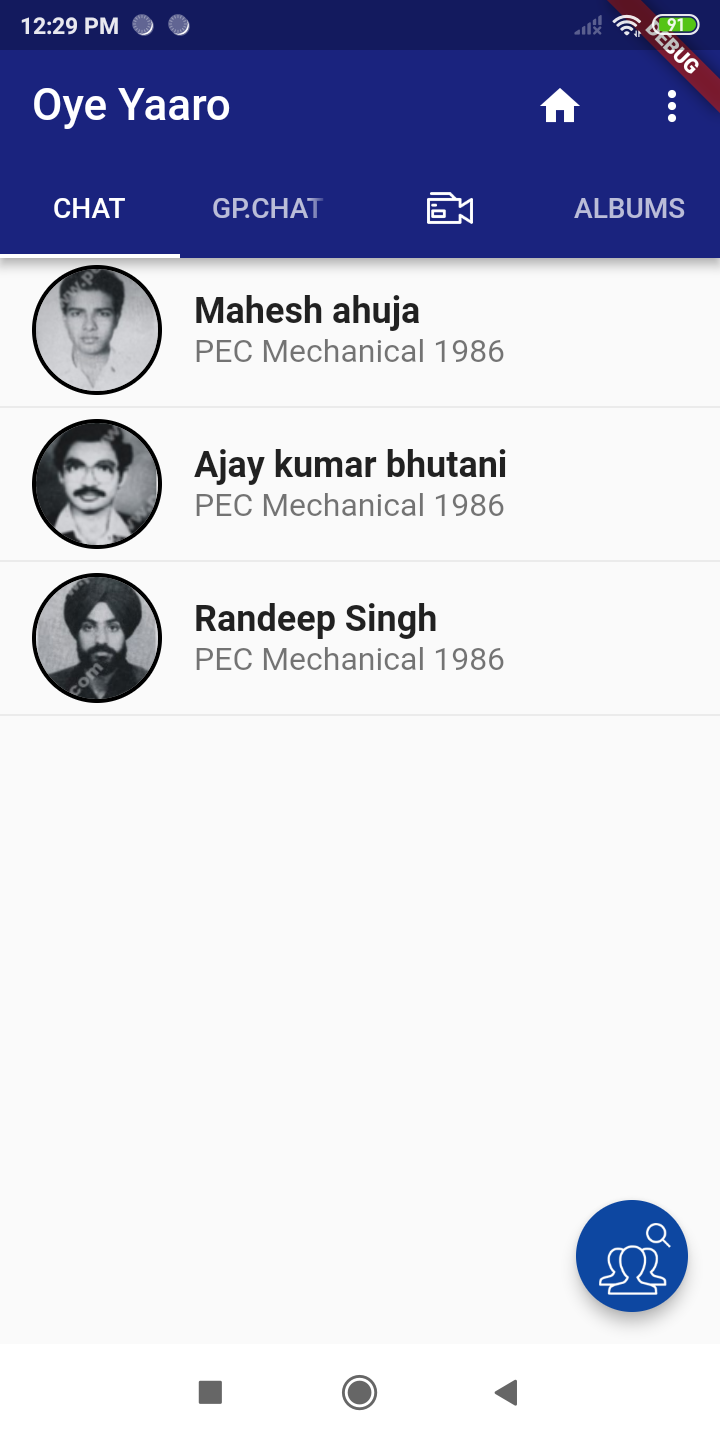 12:29 PM
91
DEBUG
Oye Yaaro
CHAT
GP.CHAT
ALBUMS
Mahesh ahuja
PEC Mechanical 1986
Ajay kumar bhutani
PEC Mechanical 1986
Randeep Singh
PEC Mechanical 1986
com